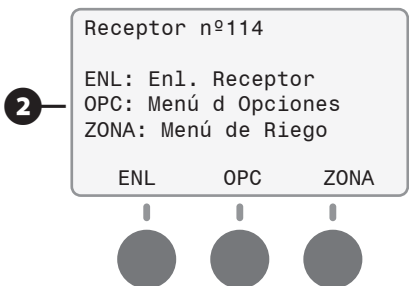 Receptor nº114
ENL: Enl. Receptor
2
OPC: Menú d Opciones
ZONA: Menú de Riego
ENL OPC ZONA